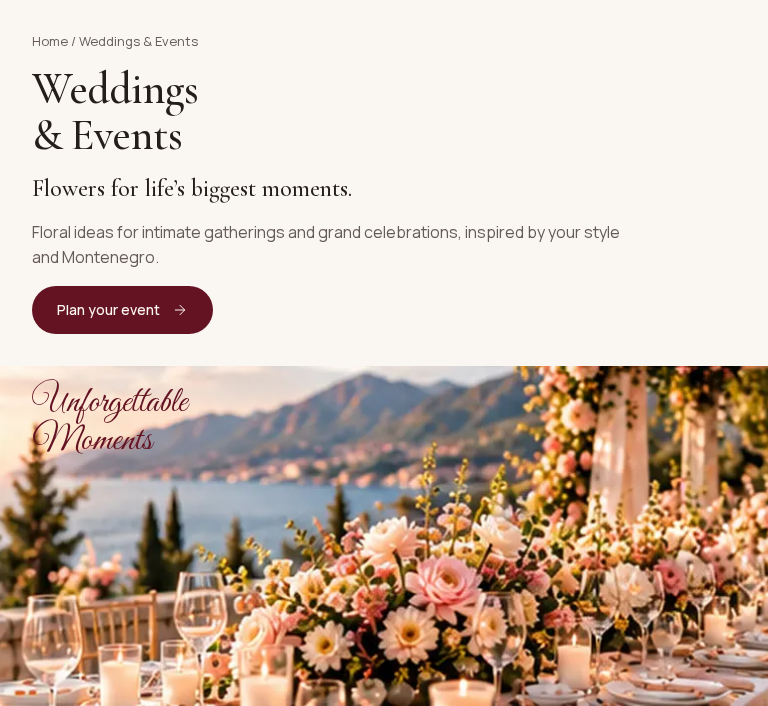 Home / Weddings & Events
Weddings
& Events
Flowers for life’s biggest moments.
Floral ideas for intimate gatherings and grand celebrations, inspired by your style
and Montenegro.
Plan your event
Unforgettable
Moments